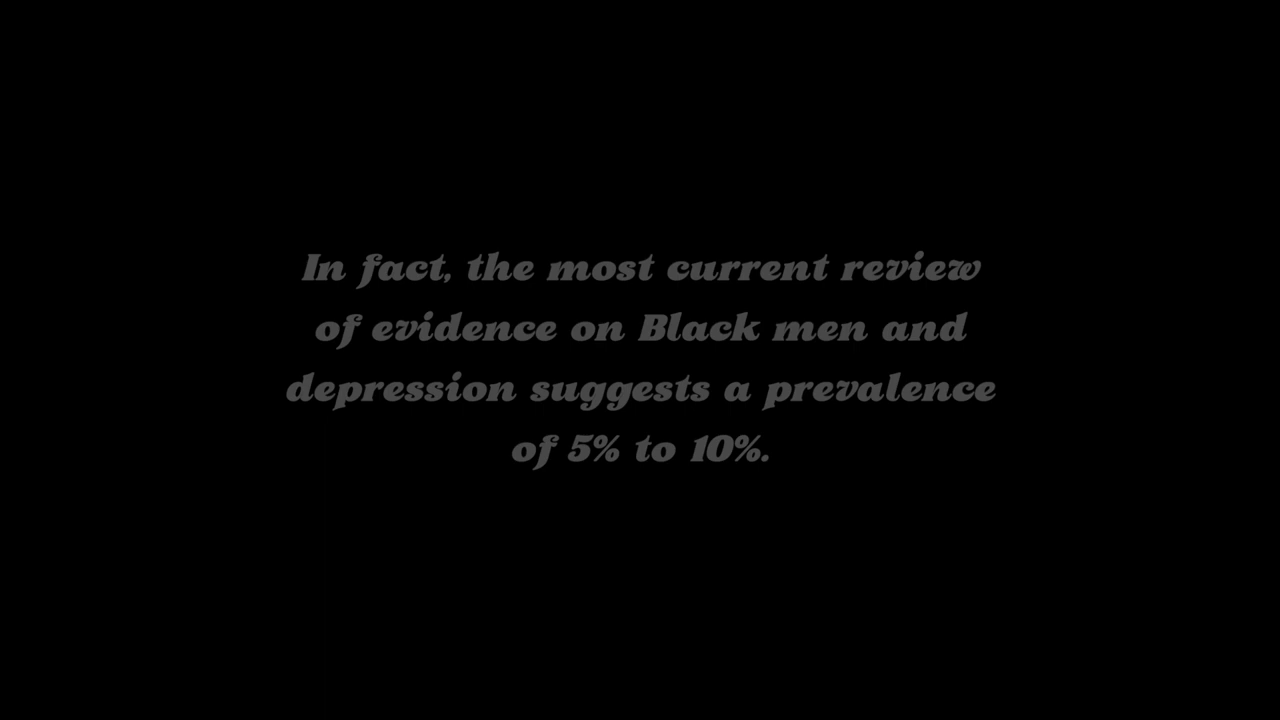 In fact, the most current review
of evidence on Black men and
depression suggests a prevalence
of 5% to 10%.